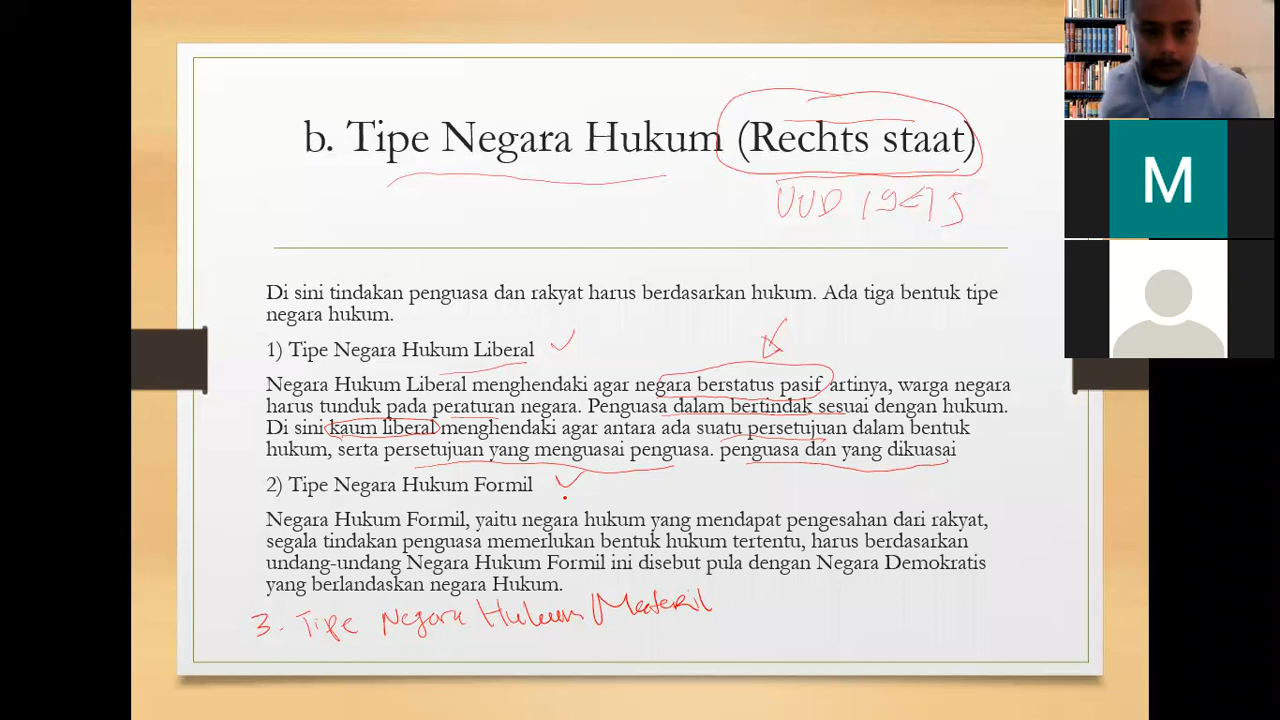 b. Tipe Negara Hukum (Rechts staat)
UUD 1945
Di sini tindakan penguasa dan rakyat harus berdasarkan hukum. Ada tiga bentuk tipe
negara hukum.
1) Tipe Negara Hukum Liberal
Negara Hukum Liberal menghendaki agar negara berstatus pasif artinya, warga negara
harus tunduk pada peraturan negara. Penguasa dalam bertindak sesuai dengan hukum.
Di sini kaum liberal menghendaki agar antara ada suatu persetujuan dalam bentuk
hukum, serta persetujuan yang menguasai penguasa. penguasa dan yang dikuasai
2) Tipe Negara Hukum Formil
Negara Hukum Formil, yaitu negara hukum yang mendapat pengesahan dari rakyat,
segala tindakan penguasa memerlukan bentuk hukum tertentu, harus berdasarkan
undang-undang Negara Hukum Formil ini disebut pula dengan Negara Demokratis
yang berlandaskan negara Hukum.
3. Tipe Negara Hukum Materil
M